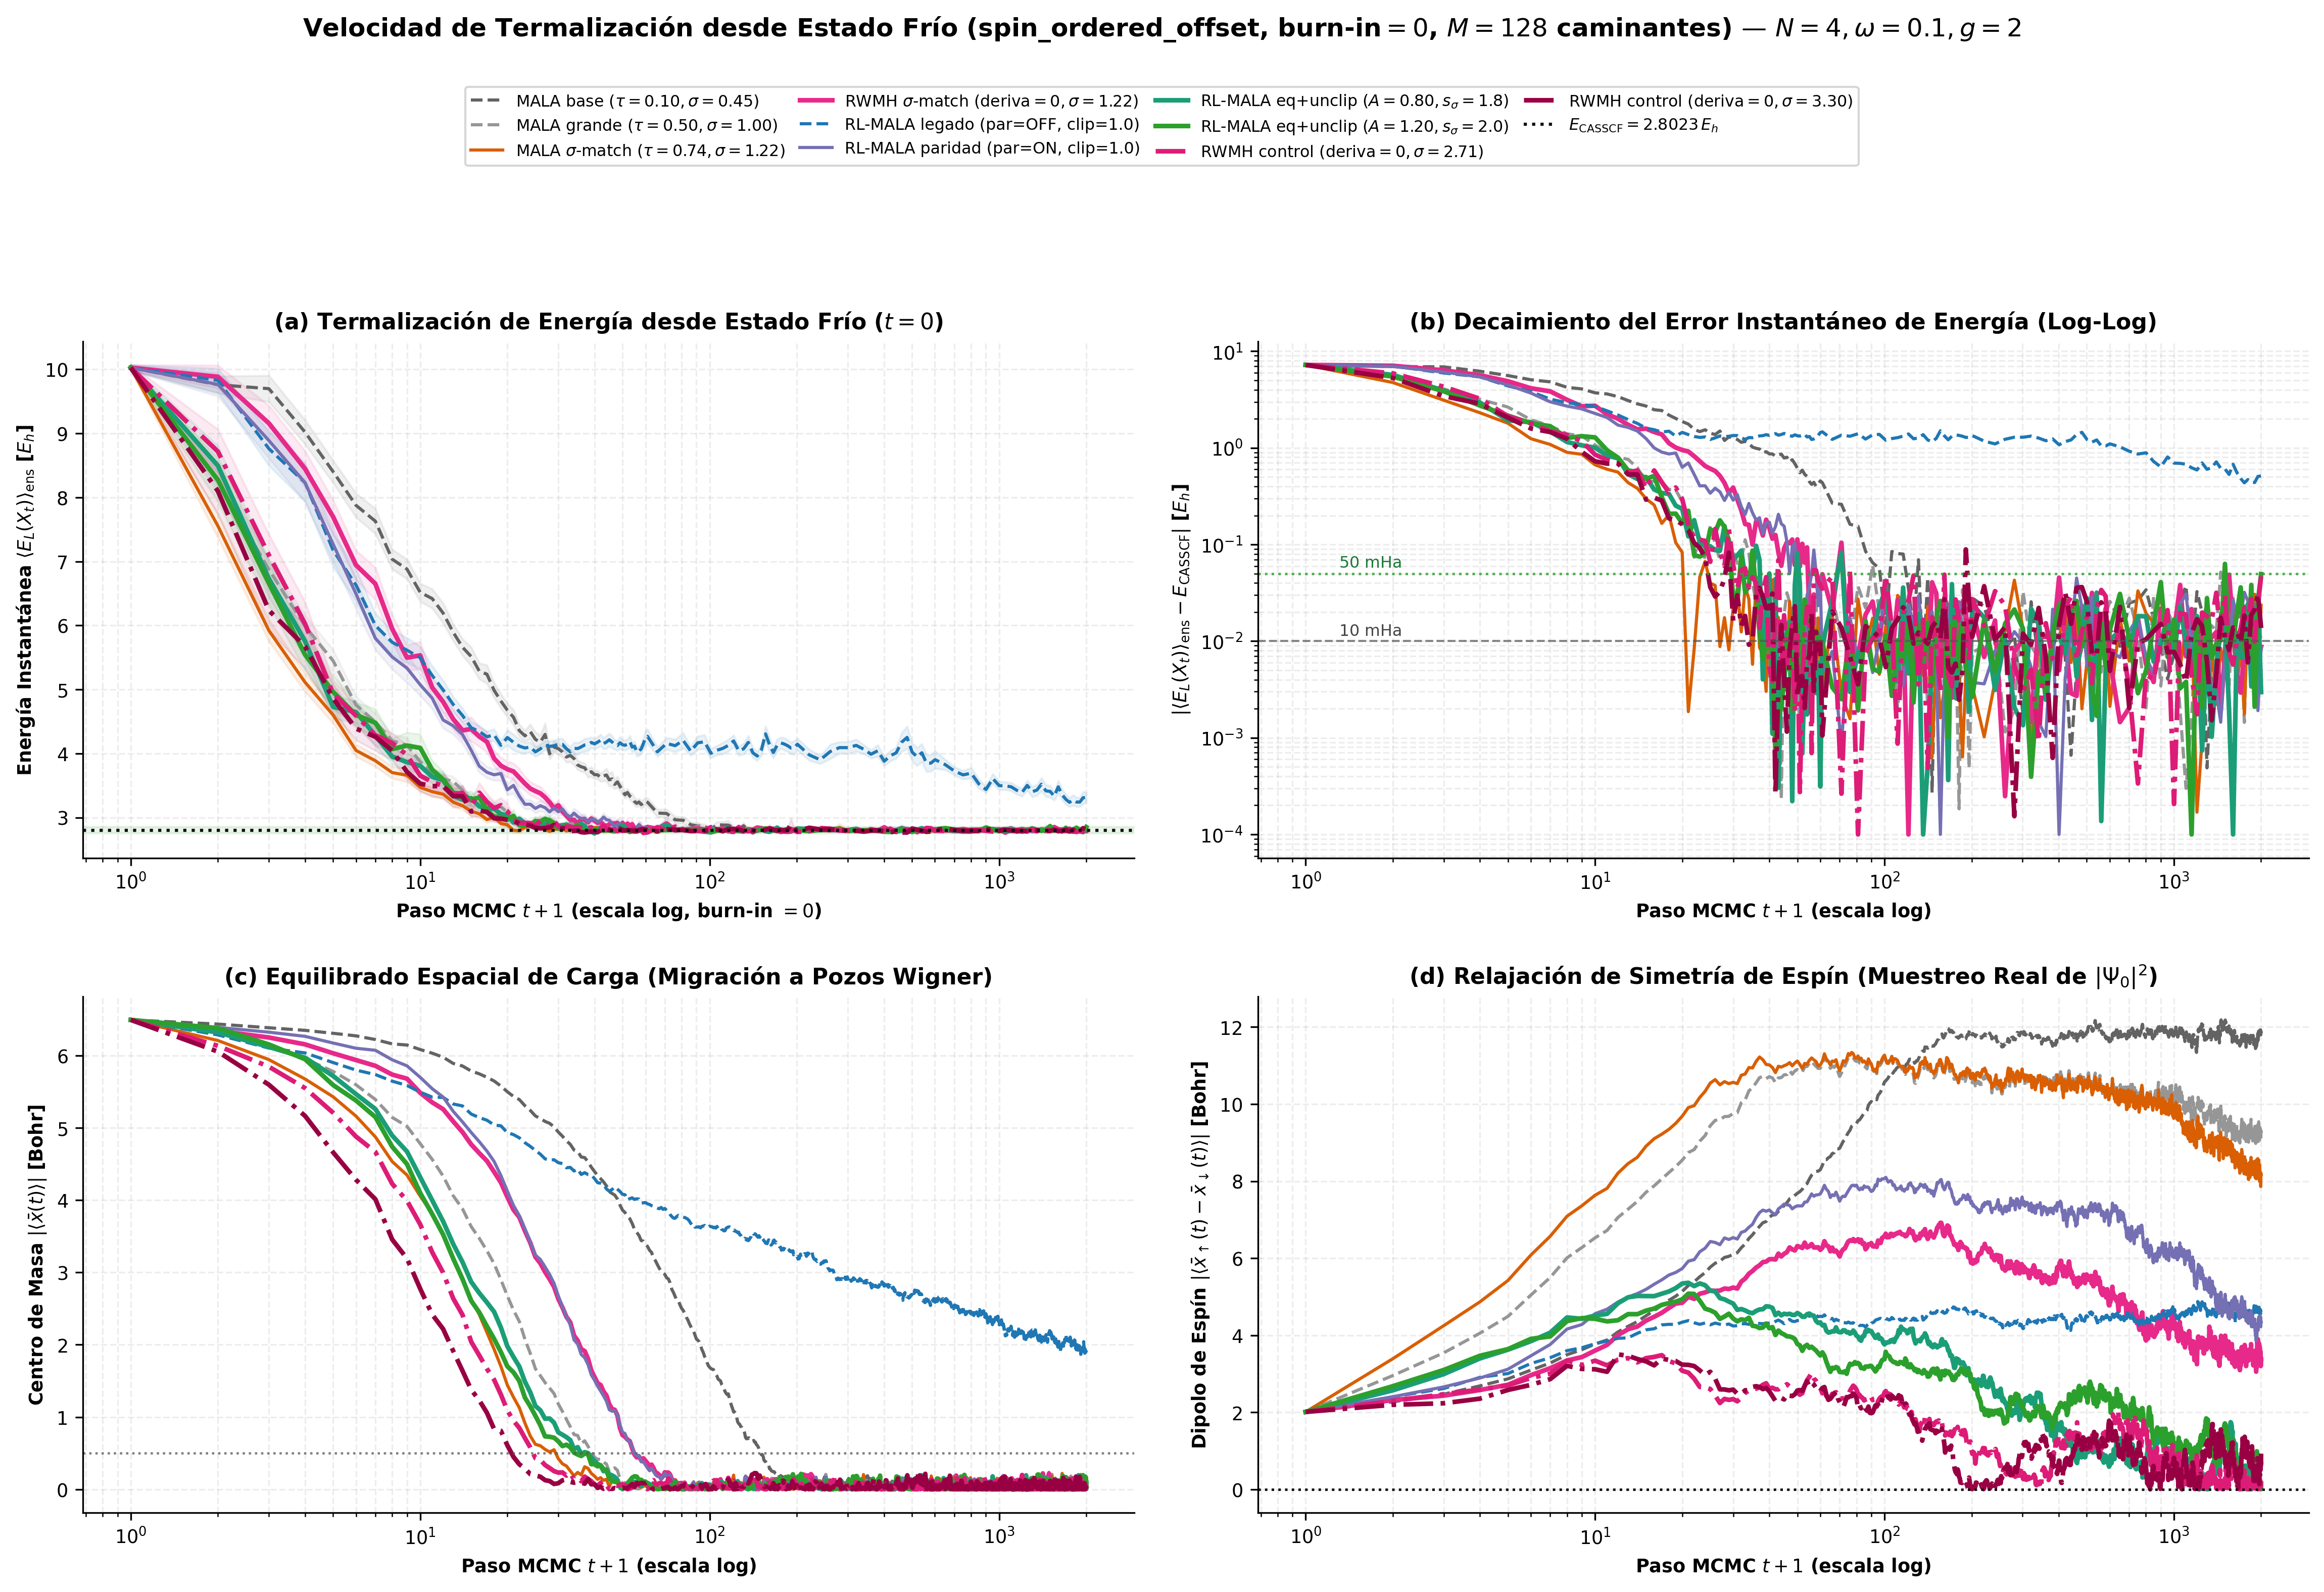 Velocidad de Termalización desde Estado Frío (spin_ordered_offset, burn-in = 0, M = 128 caminantes) — N = 4, ω = 0.1, g = 2
MALA base (τ = 0.10, σ = 0.45)
MALA grande (τ = 0.50, σ = 1.00)
MALA σ-match (τ = 0.74, σ = 1.22)
RWMH σ-match (deriva = 0, σ = 1.22)
RL-MALA legado (par=OFF, clip=1.0)
RL-MALA paridad (par=ON, clip=1.0)
RL-MALA eq+unclip (A = 0.80, s_σ = 1.8)
RL-MALA eq+unclip (A = 1.20, s_σ = 2.0)
RWMH control (deriva = 0, σ = 2.71)
RWMH control (deriva = 0, σ = 3.30)
E_CASSCF = 2.8023 E_h
(a) Termalización de Energía desde Estado Frío (t = 0)
Energía Instantánea ⟨E_L(X_t)⟩_ens [E_h]
10
9
8
7
6
5
4
3
10^0
10^1
10^2
10^3
Paso MCMC t + 1 (escala log, burn-in = 0)
(b) Decaimiento del Error Instantáneo de Energía (Log-Log)
|⟨E_L(X_t)⟩_ens − E_CASSCF| [E_h]
10^1
10^0
10^−1
10^−2
10^−3
10^−4
50 mHa
10 mHa
10^0
10^1
10^2
10^3
Paso MCMC t + 1 (escala log)
(c) Equilibrado Espacial de Carga (Migración a Pozos Wigner)
Centro de Masa |⟨x̄(t)⟩| [Bohr]
6
5
4
3
2
1
0
10^0
10^1
10^2
10^3
Paso MCMC t + 1 (escala log)
(d) Relajación de Simetría de Espín (Muestreo Real de |Ψ_0|^2)
Dipolo de Espín |⟨x̄_↑(t) − x̄_↓(t)⟩| [Bohr]
12
10
8
6
4
2
0
10^0
10^1
10^2
10^3
Paso MCMC t + 1 (escala log)